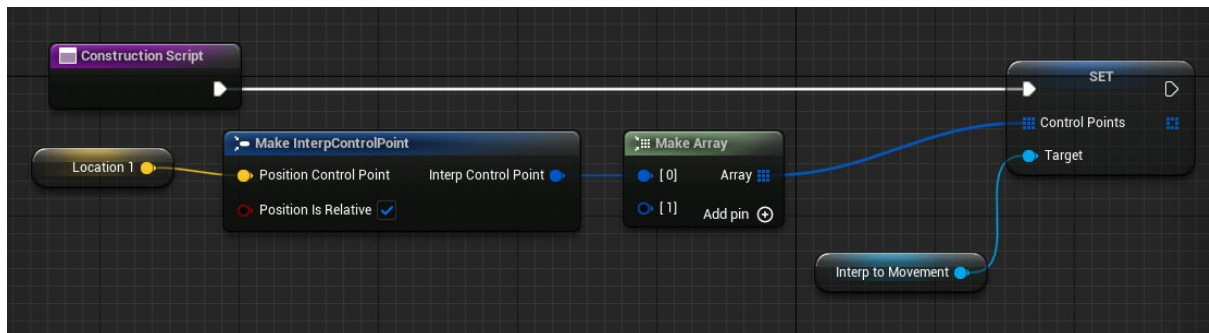 Construction Script
SET
Make InterpControlPoint
Make Array
Control Points
Location 1
Position Control Point
Interp Control Point
[0]
Array
Target
Position Is Relative
[1]
Add pin
Interp to Movement